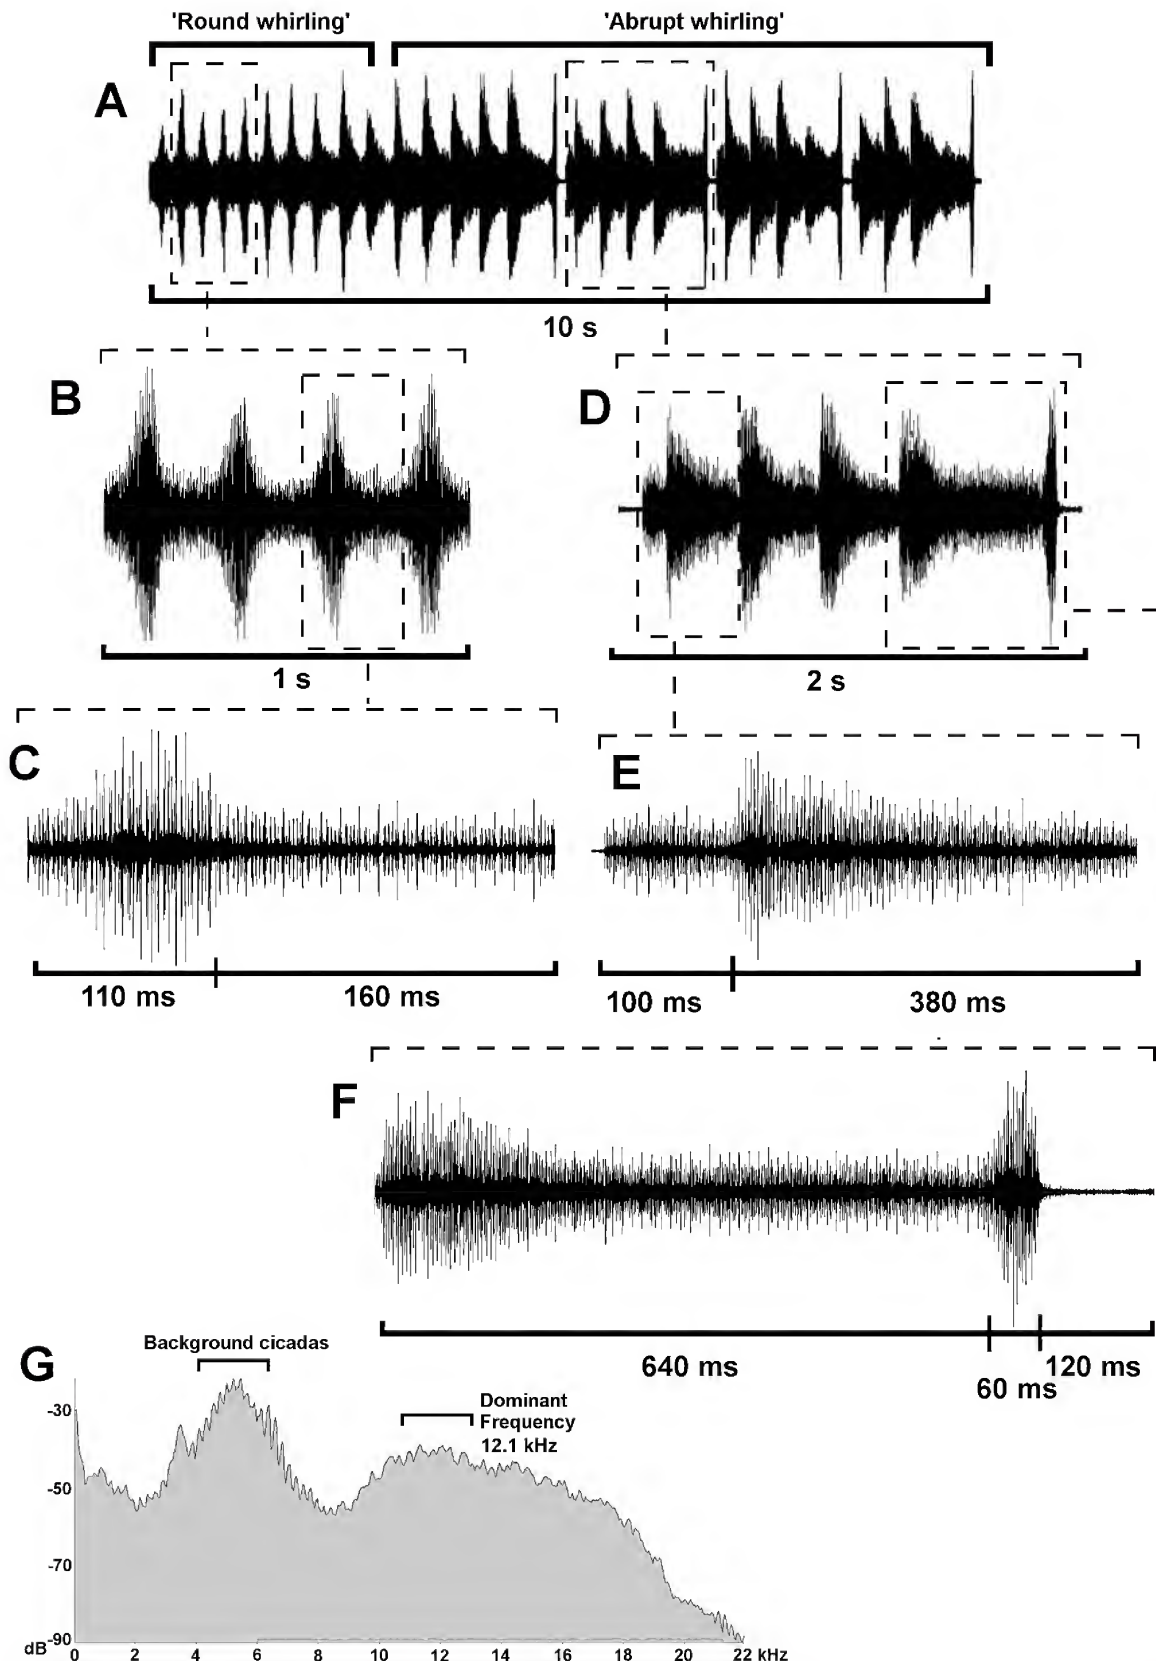 'Round whirling' 'Abrupt whirling'
A
10 s
B
D
1 s
2 s
C
E
110 ms 160 ms
100 ms 380 ms
F
640 ms 60 ms 120 ms
G
Background cicadas
Dominant
Frequency
12.1 kHz
-30
-50
-70
dB -90
0 2 4 6 8 10 12 14 16 18 20 22 kHz